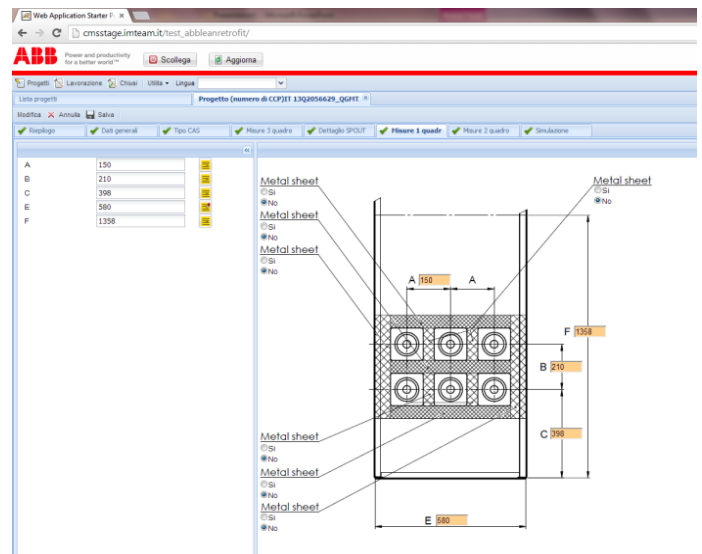 Web Application Starter P
cmsstage.imteam.it/test_abbleanretrofit/
ABB Power and productivity for a better world™ Scollega Aggiorna
Progetti Lavorazione Chiusi Utilità Lingua
Lista progetti Progetto (numero di CCP)IT 13Q2056629_QGMT
Modifica Annulla Salva
Riepilogo Dati generali Tipo CAS Misure 3 quadro Dettaglio SPOUT Misure 1 quadr Misure 2 quadro Simulazione
A 150
B 210
C 398
E 580
F 1358
Metal sheet
Si
No
Metal sheet
Si
No
Metal sheet
Si
No
Metal sheet
Si
No
A 150 A
F 1358
B 210
C 398
Metal sheet
Si
No
Metal sheet
Si
No
Metal sheet
Si
No
E 580